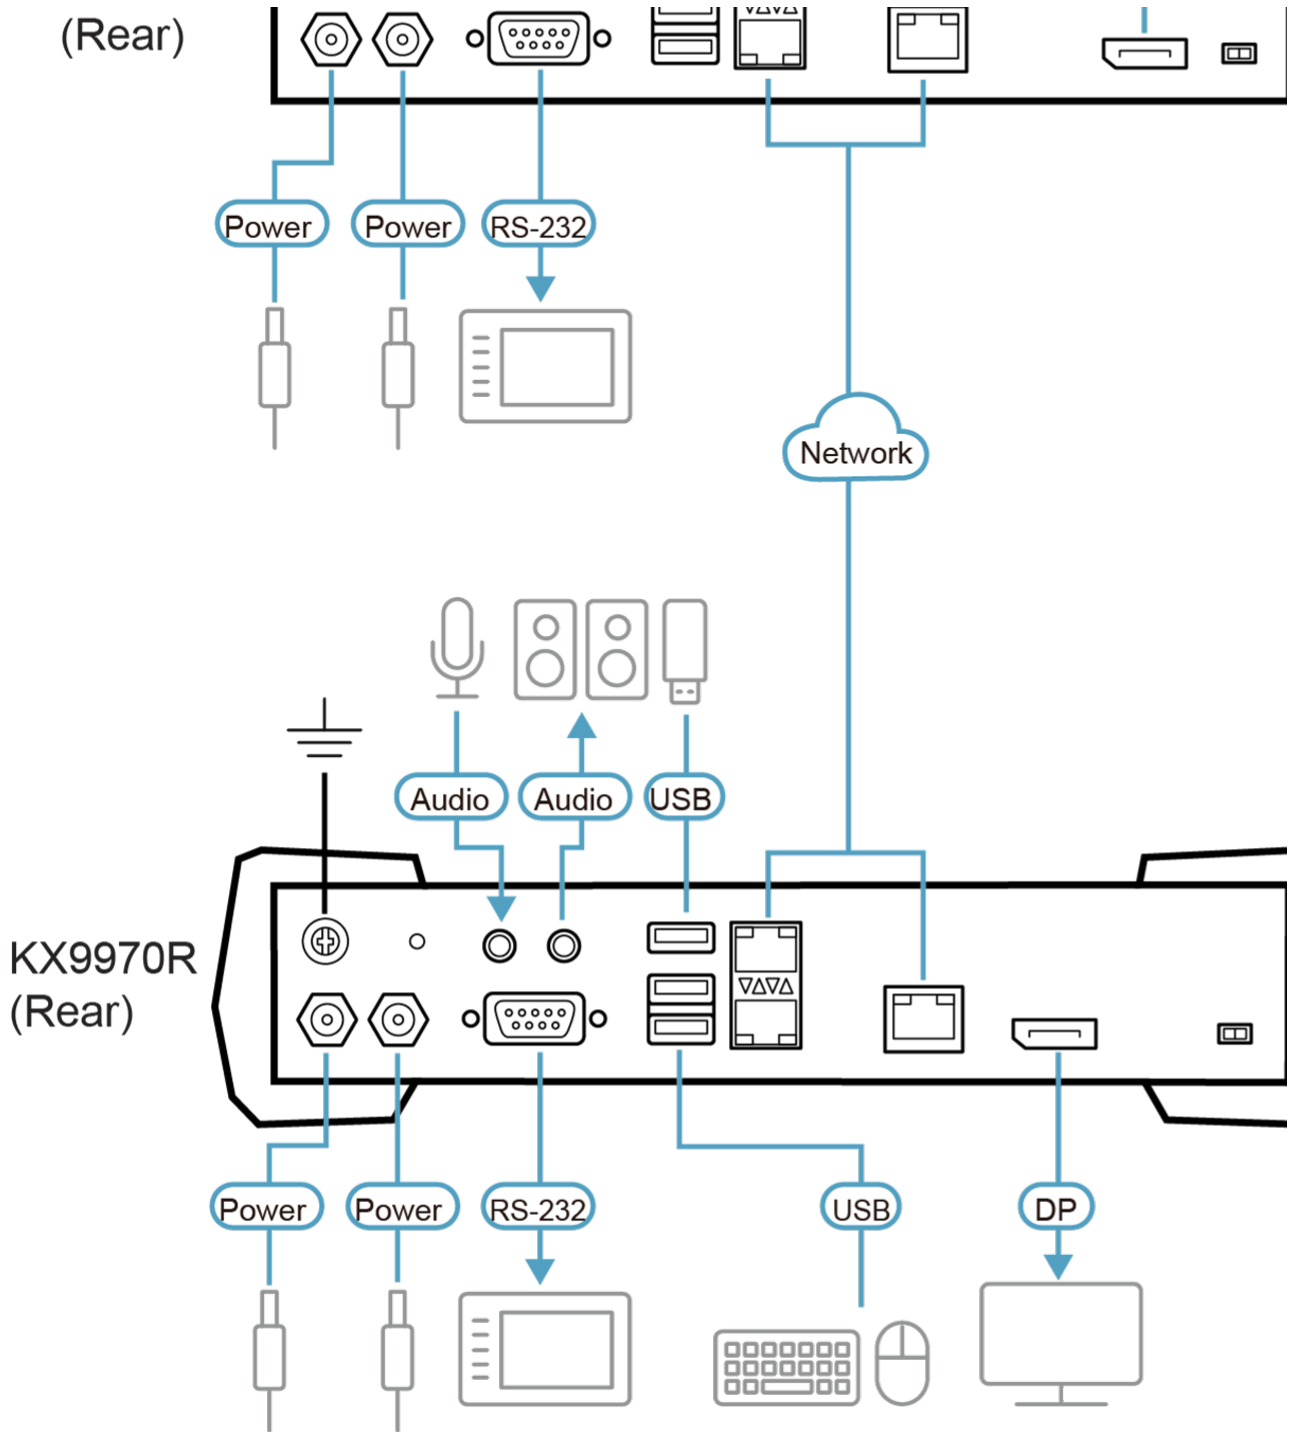 (Rear)
Power
Power
RS-232
Network
Audio
Audio
USB
KX9970R
(Rear)
Power
Power
RS-232
USB
DP